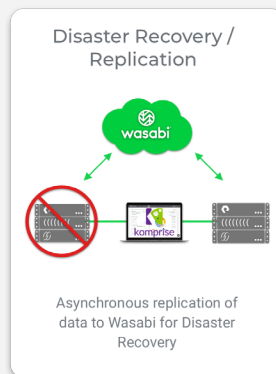 Disaster Recovery /
Replication
wasabi
komprise
Asynchronous replication of
data to Wasabi for Disaster
Recovery